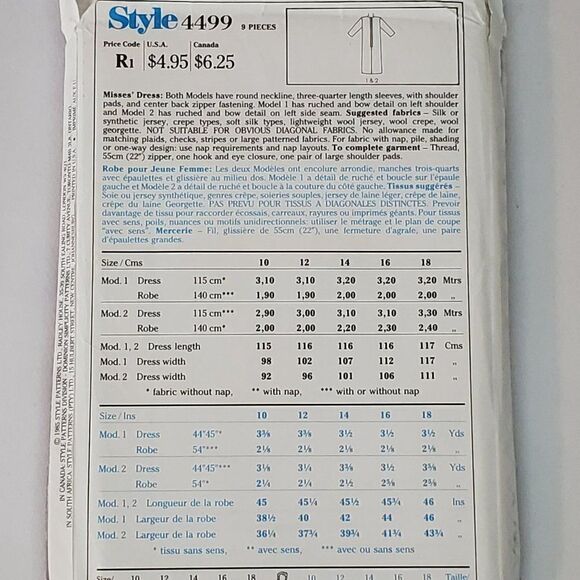 Style 4499 9 PIECES
Price Code U.S.A. Canada
R1 $4.95 $6.25
1 & 2
Misses' Dress: Both Models have round neckline, three-quarter length sleeves, with shoulder
pads, and center back zipper fastening. Model 1 has ruched and bow detail on left shoulder
and Model 2 has ruched and bow detail on left side seam. Suggested fabrics – Silk or
synthetic jersey, crepe types, soft silk types, lightweight wool jersey, wool crepe, wool
georgette. NOT SUITABLE FOR OBVIOUS DIAGONAL FABRICS. No allowance made for
matching plaids, checks, stripes or large patterned fabrics. For fabric with nap, pile, shading
or one-way design: use nap requirements and nap layouts. To complete garment – Thread,
55cm (22") zipper, one hook and eye closure, one pair of large shoulder pads.
Robe pour Jeune Femme: Les deux Modèles ont encolure arrondie, manches trois-quarts
avec épaulettes et glissière au milieu dos. Modèle 1 a détail de ruché et boucle sur l'épaule
gauche et Modèle 2 a détail de ruché et boucle à la couture du côté gauche. Tissus suggérés –
Soie ou jersey synthétique, genres crêpe, soieries souples, jersey de laine léger, crêpe de laine,
crêpe de laine Georgette. PAS PREVU POUR TISSUS A DIAGONALES DISTINCTES. Prevoir
davantage de tissu pour raccorder écossais, carreaux, rayures ou imprimés géants. Pour tissus
avec sens, poils, nuances ou motifs unidirectionnels: utiliser le métrage et le plan de coupe
"avec sens". Mercerie – Fil, glissière de 55cm (22"), une fermeture d'agrafe, une paire
d'épaulettes grandes.
Size / Cms 10 12 14 16 18
Mod. 1 Dress 115 cm* 3,10 3,10 3,20 3,20 3,20 Mtrs
Robe 140 cm*** 1,90 1,90 2,00 2,00 2,00 ,,
Mod. 2 Dress 115 cm*** 2,90 3,00 3,10 3,10 3,30 Mtrs
Robe 140 cm* 2,00 2,00 2,20 2,30 2,40 ,,
Mod. 1, 2 Dress length 115 116 116 116 117 Cms
Mod. 1 Dress width 98 102 107 112 117 ,,
Mod. 2 Dress width 92 96 101 106 111 ,,
* fabric without nap, ** with nap, *** with or without nap
Size / Ins 10 12 14 16 18
Mod. 1 Dress 44"45"* 3⅜ 3⅜ 3½ 3½ 3½ Yds
Robe 54"*** 2⅛ 2⅛ 2⅛ 2⅛ 2⅛ ,,
Mod. 2 Dress 44"45"*** 3⅛ 3¼ 3⅜ 3½ 3⅝ Yds
Robe 54"* 2¼ 2¼ 2½ 2⅝ 2⅝ ,,
Mod. 1, 2 Longueur de la robe 45 45¼ 45½ 45¾ 46 Ins
Mod. 1 Largeur de la robe 38½ 40 42 44 46 ,,
Mod. 2 Largeur de la robe 36¼ 37¾ 39¾ 41¾ 43¾ ,,
* tissu sans sens, ** avec sens, *** avec ou sans sens
Size/ 10 12 14 16 18 10 12 14 16 18 Taille/